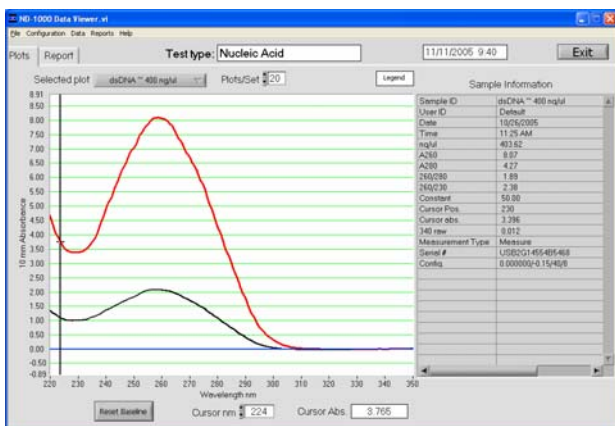 ND-1000 Data Viewer.vi
File Configuration Data Reports Help
Plots Report Test type: Nucleic Acid 11/11/2005 9:40 Exit
Selected plot dsDNA ~ 400 ng/ul Plots/Set 20 Legend
Sample Information
Sample ID dsDNA ~ 400 ng/ul
User ID Default
Date 10/26/2005
Time 11:25 AM
ng/ul 403.62
A260 8.07
A280 4.27
260/280 1.89
260/230 2.38
Constant 50.00
Cursor Pos. 230
Cursor abs. 3.396
340 raw 0.012
Measurement Type Measure
Serial #
Config. 0.000000/-0.15/40/8
10 mm Absorbance
8.91
8.50
8.00
7.50
7.00
6.50
6.00
5.50
5.00
4.50
4.00
3.50
3.00
2.50
2.00
1.50
1.00
0.50
0.00
-0.50
-0.89
220 230 240 250 260 270 280 290 300 310 320 330 340 350
Wavelength nm
Reset Baseline Cursor nm 224 Cursor Abs. 3.765